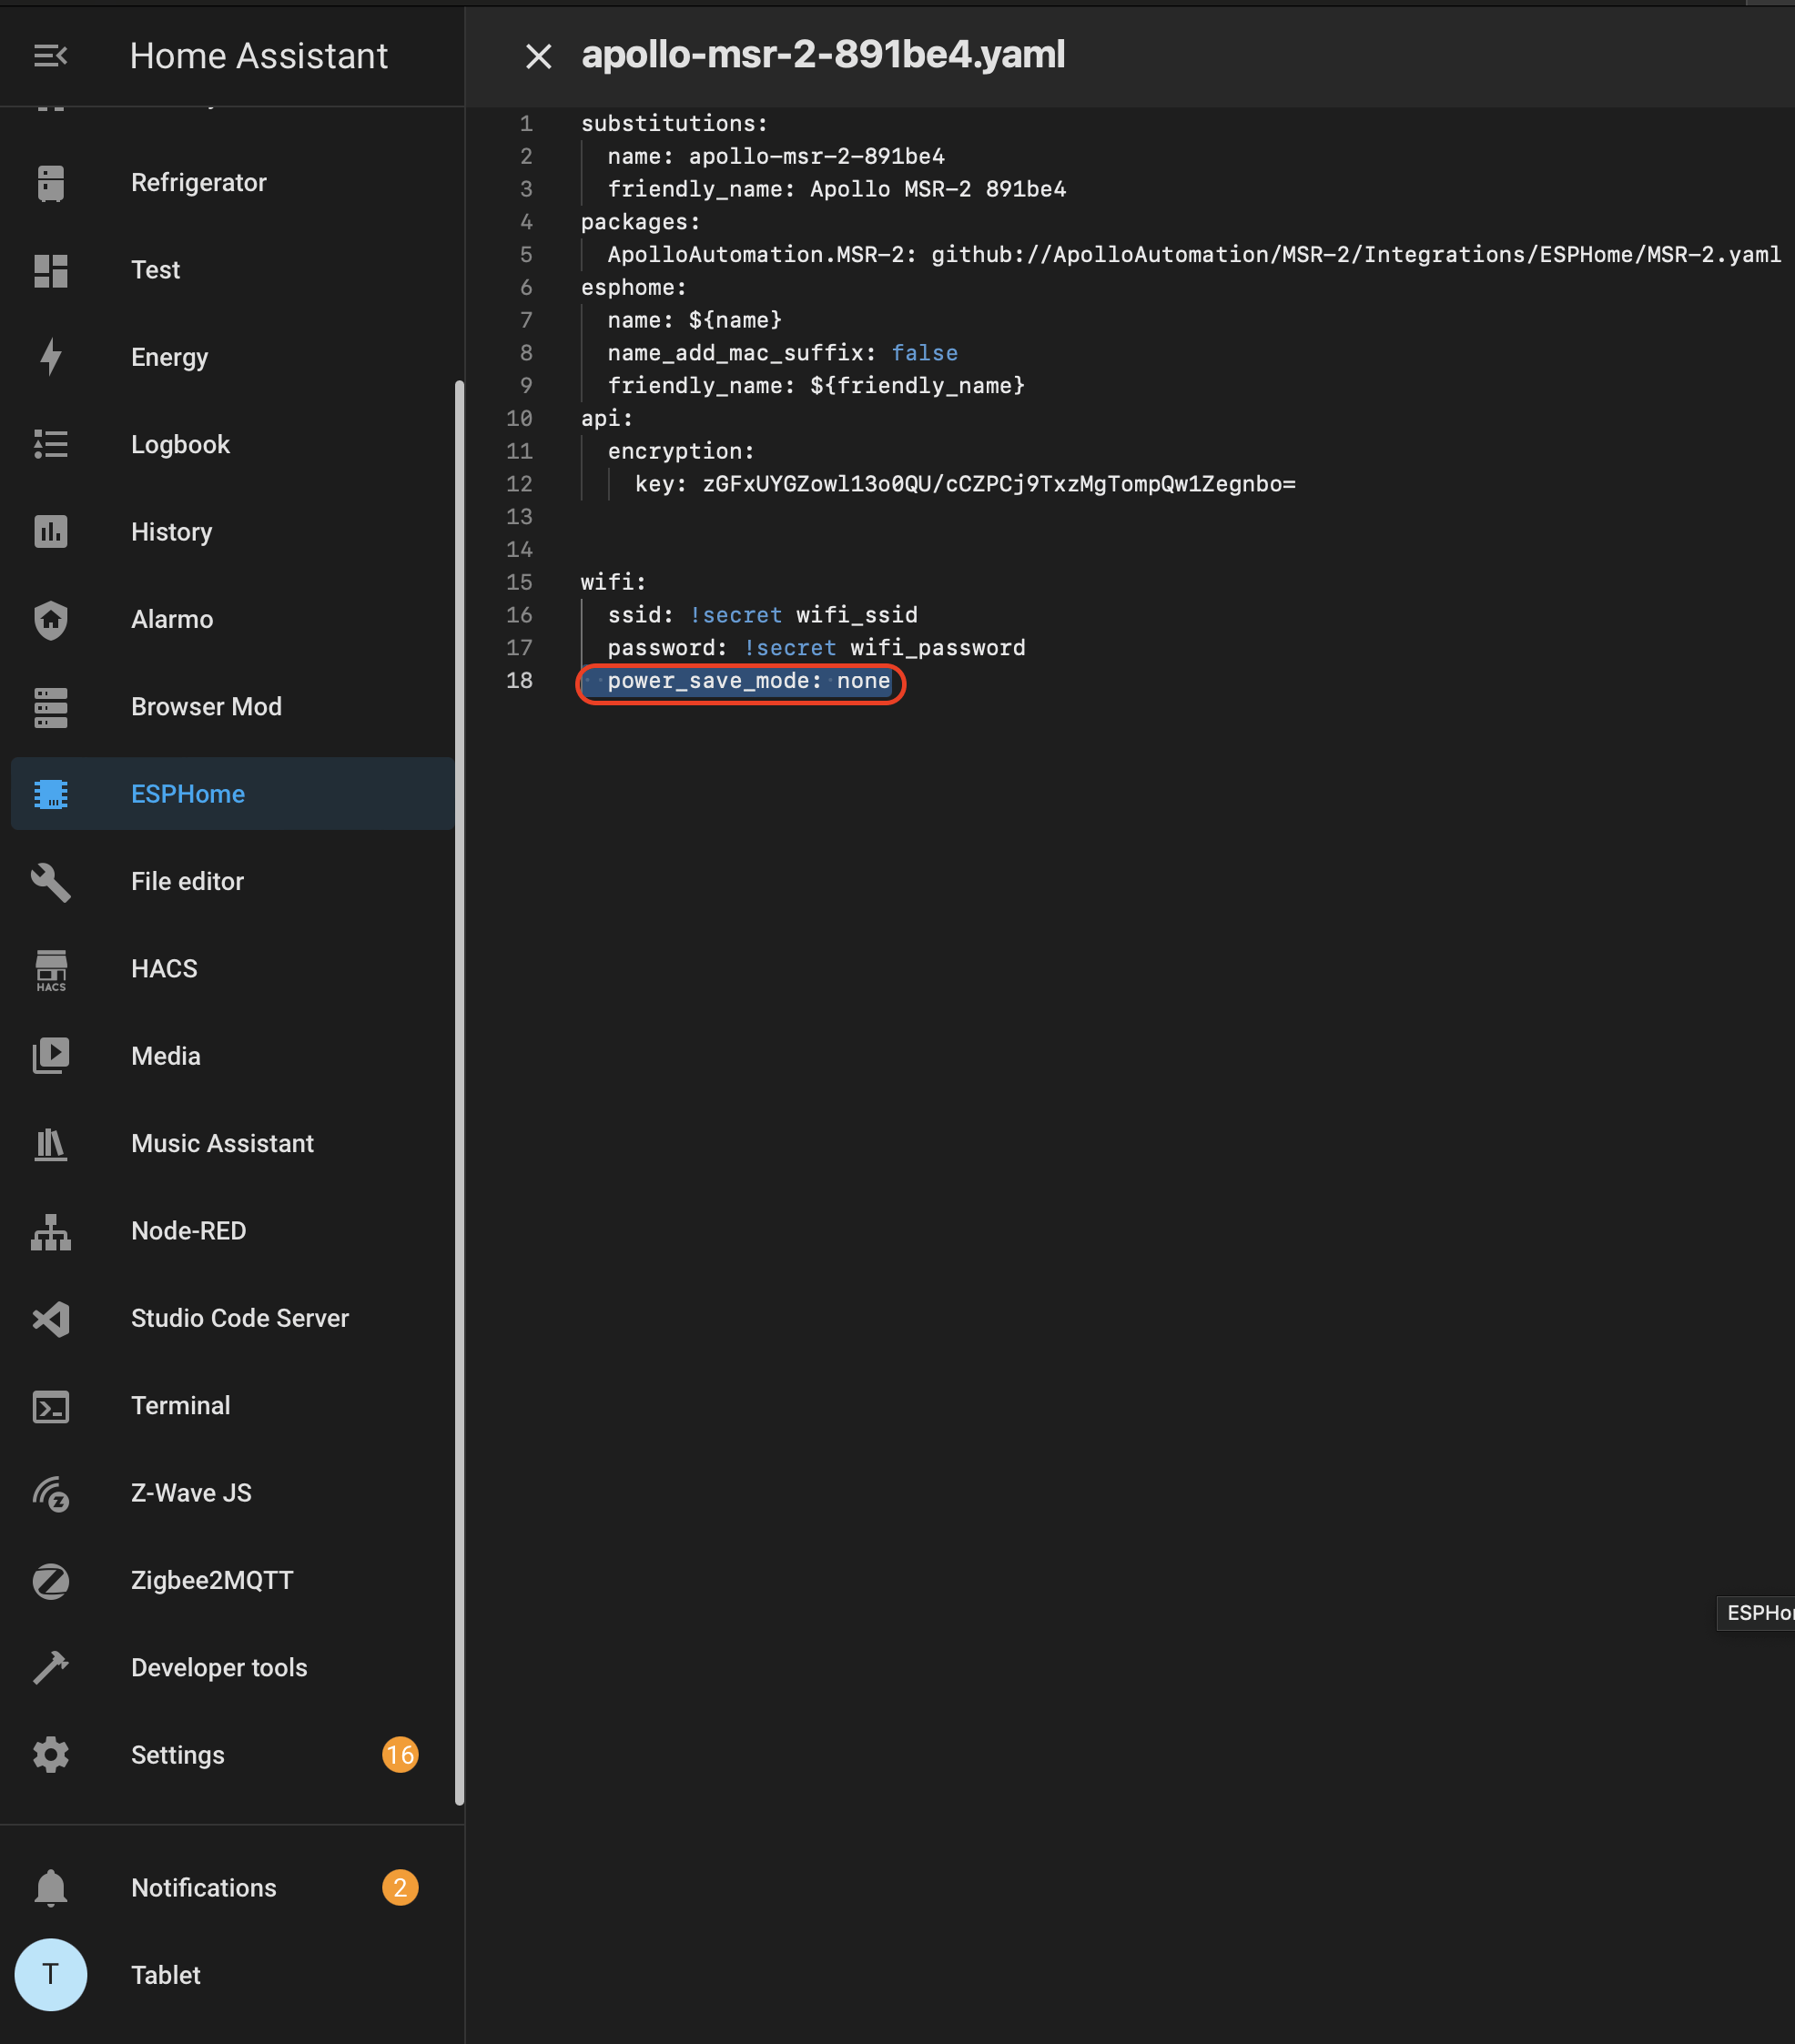 Home Assistant
Refrigerator
Test
Energy
Logbook
History
Alarmo
Browser Mod
ESPHome
File editor
HACS
HACS
Media
Music Assistant
Node-RED
Studio Code Server
Terminal
Z-Wave JS
Zigbee2MQTT
Developer tools
Settings 16
Notifications 2
T Tablet
apollo-msr-2-891be4.yaml
1 substitutions:
2 name: apollo-msr-2-891be4
3 friendly_name: Apollo MSR-2 891be4
4 packages:
5 ApolloAutomation.MSR-2: github://ApolloAutomation/MSR-2/Integrations/ESPHome/MSR-2.yaml
6 esphome:
7 name: ${name}
8 name_add_mac_suffix: false
9 friendly_name: ${friendly_name}
10 api:
11 encryption:
12 key: zGFxUYGZowl13o0QU/cCZPCj9TxzMgTompQw1Zegnbo=
13
14
15 wifi:
16 ssid: !secret wifi_ssid
17 password: !secret wifi_password
18 power_save_mode: none